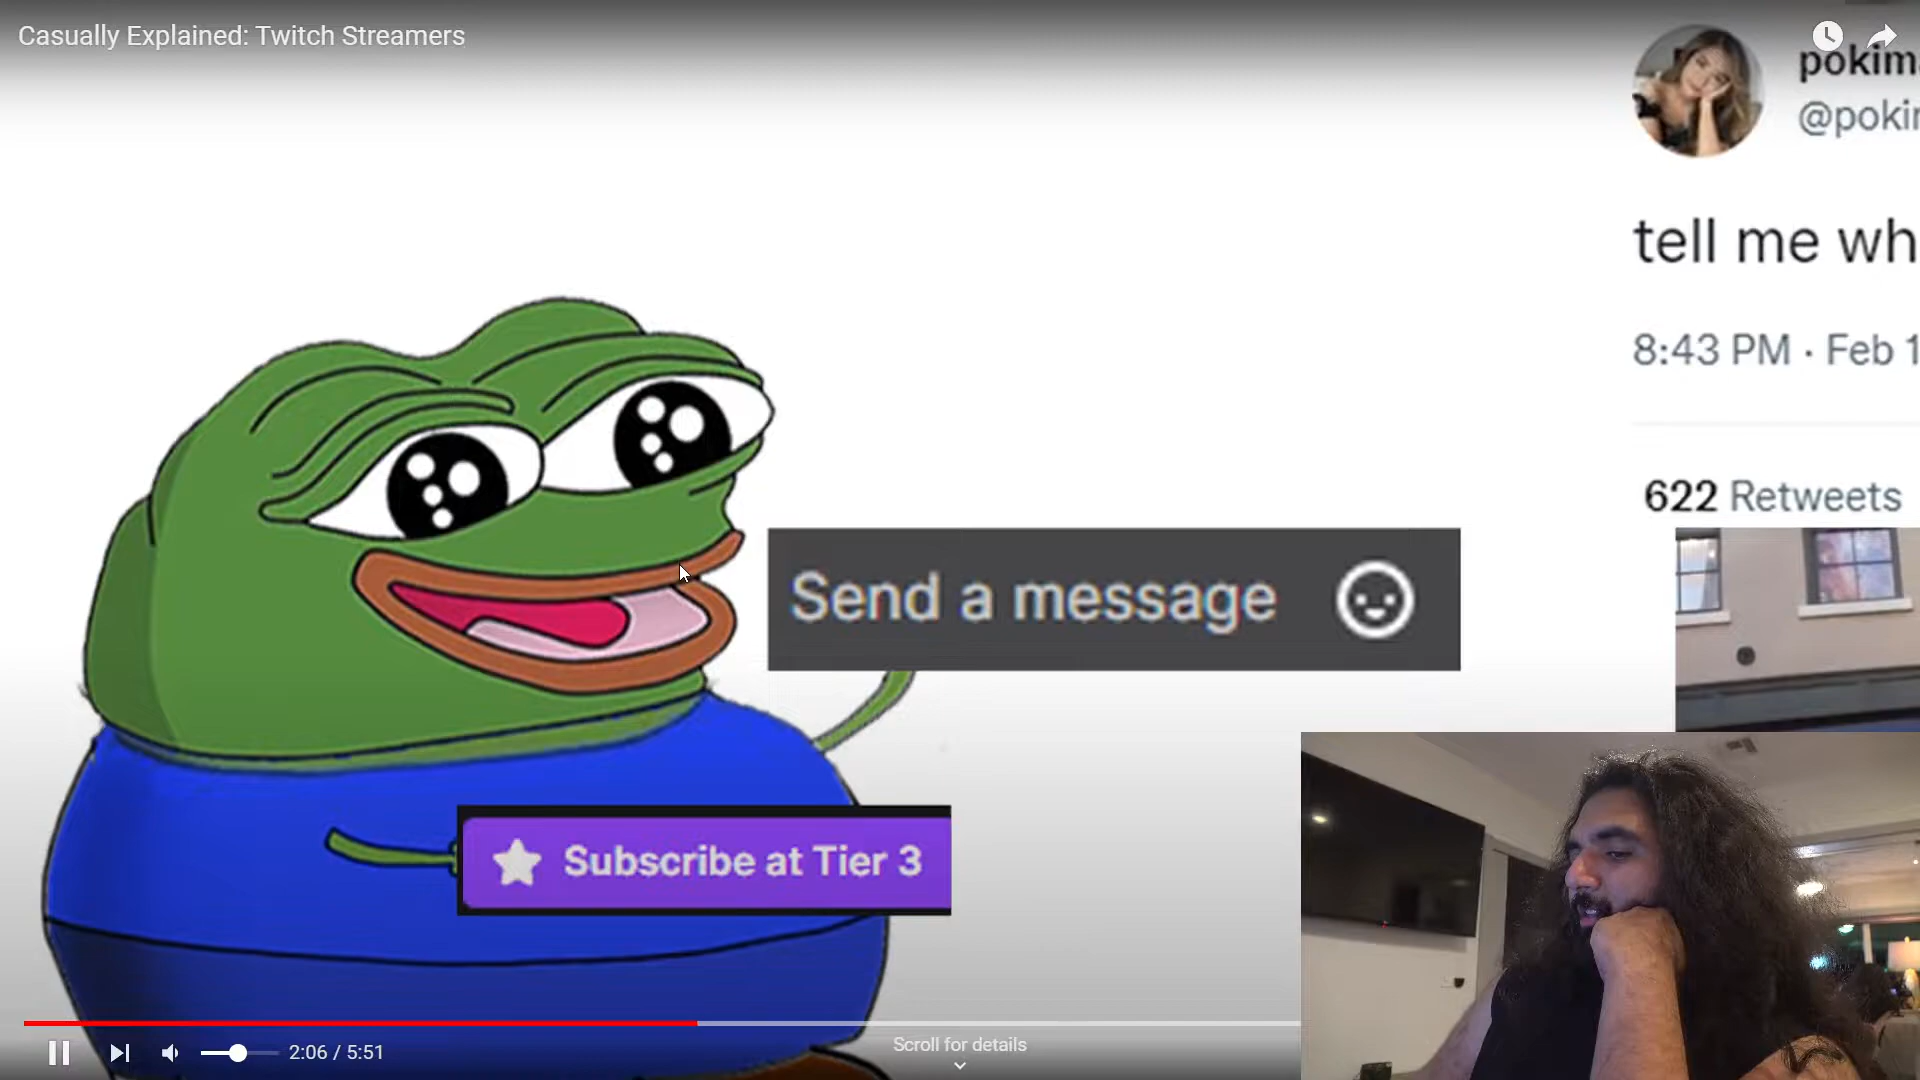 Casually Explained: Twitch Streamers
pokim
@pokir
tell me wh
8:43 PM · Feb 1
622 Retweets
Send a message
Subscribe at Tier 3
2:06 / 5:51
Scroll for details